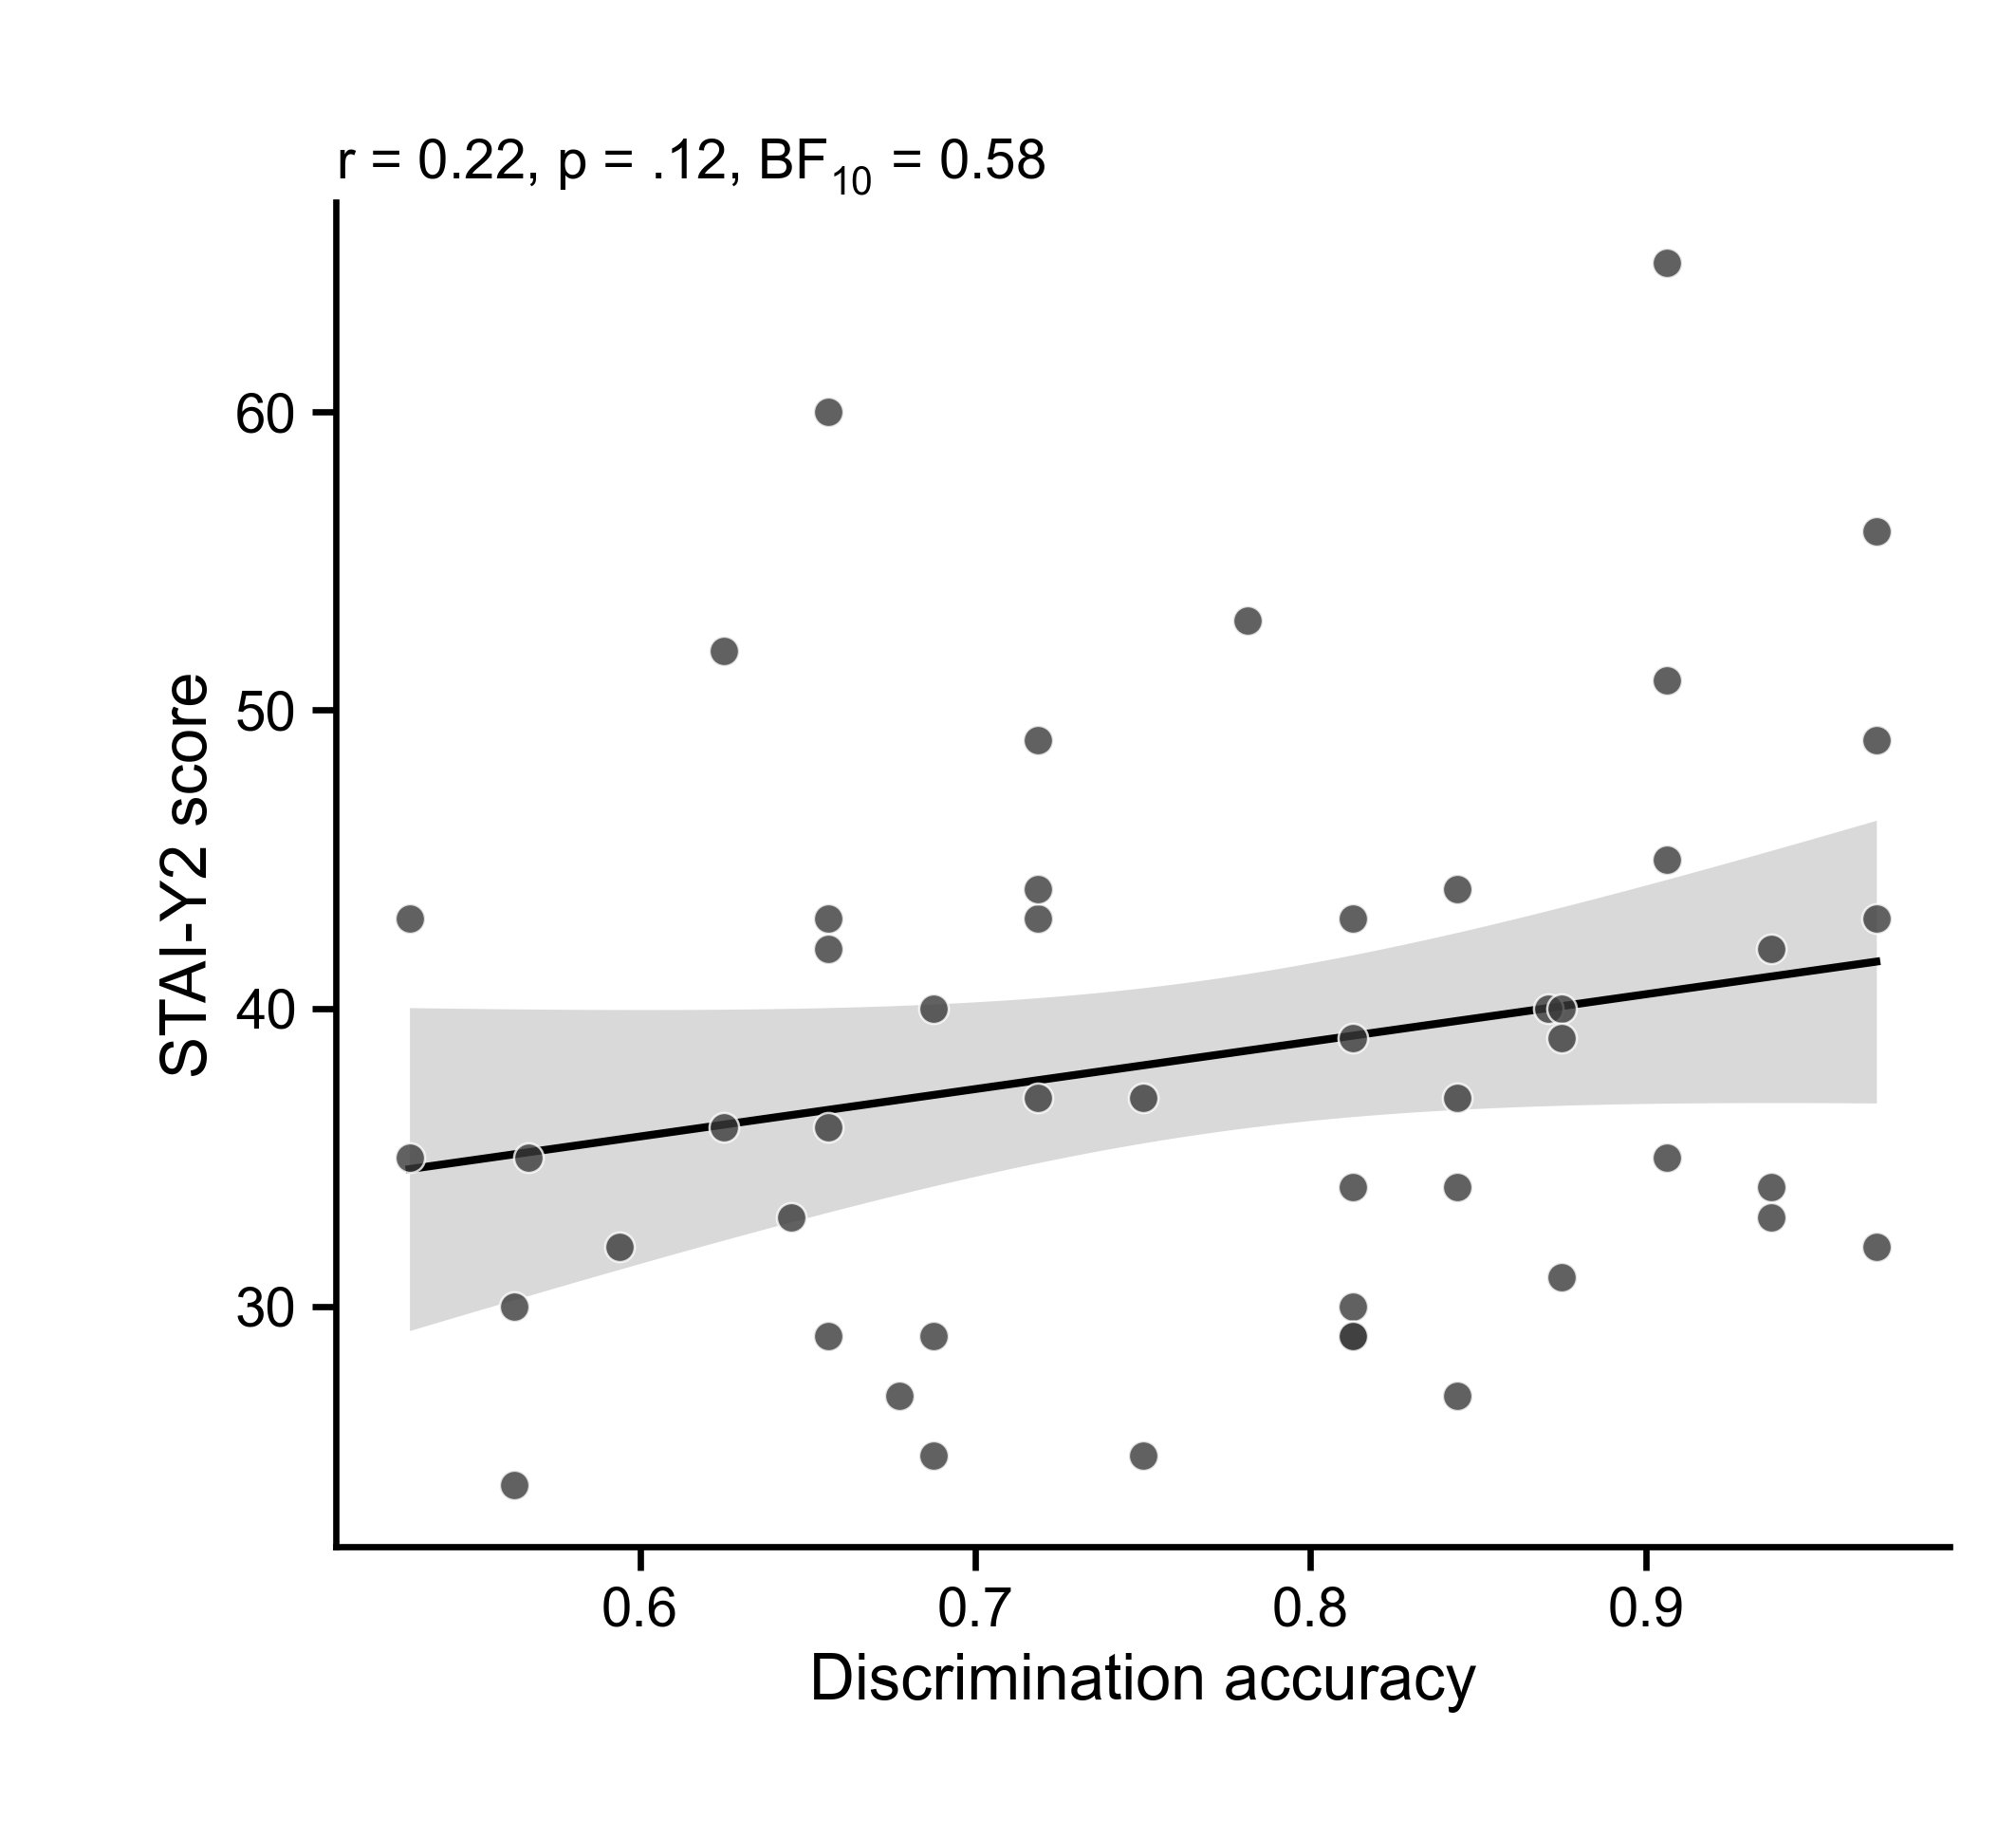 r = 0.22, p = .12, BF₁₀ = 0.58
60
50
40
30
STAI-Y2 score
0.6 0.7 0.8 0.9
Discrimination accuracy